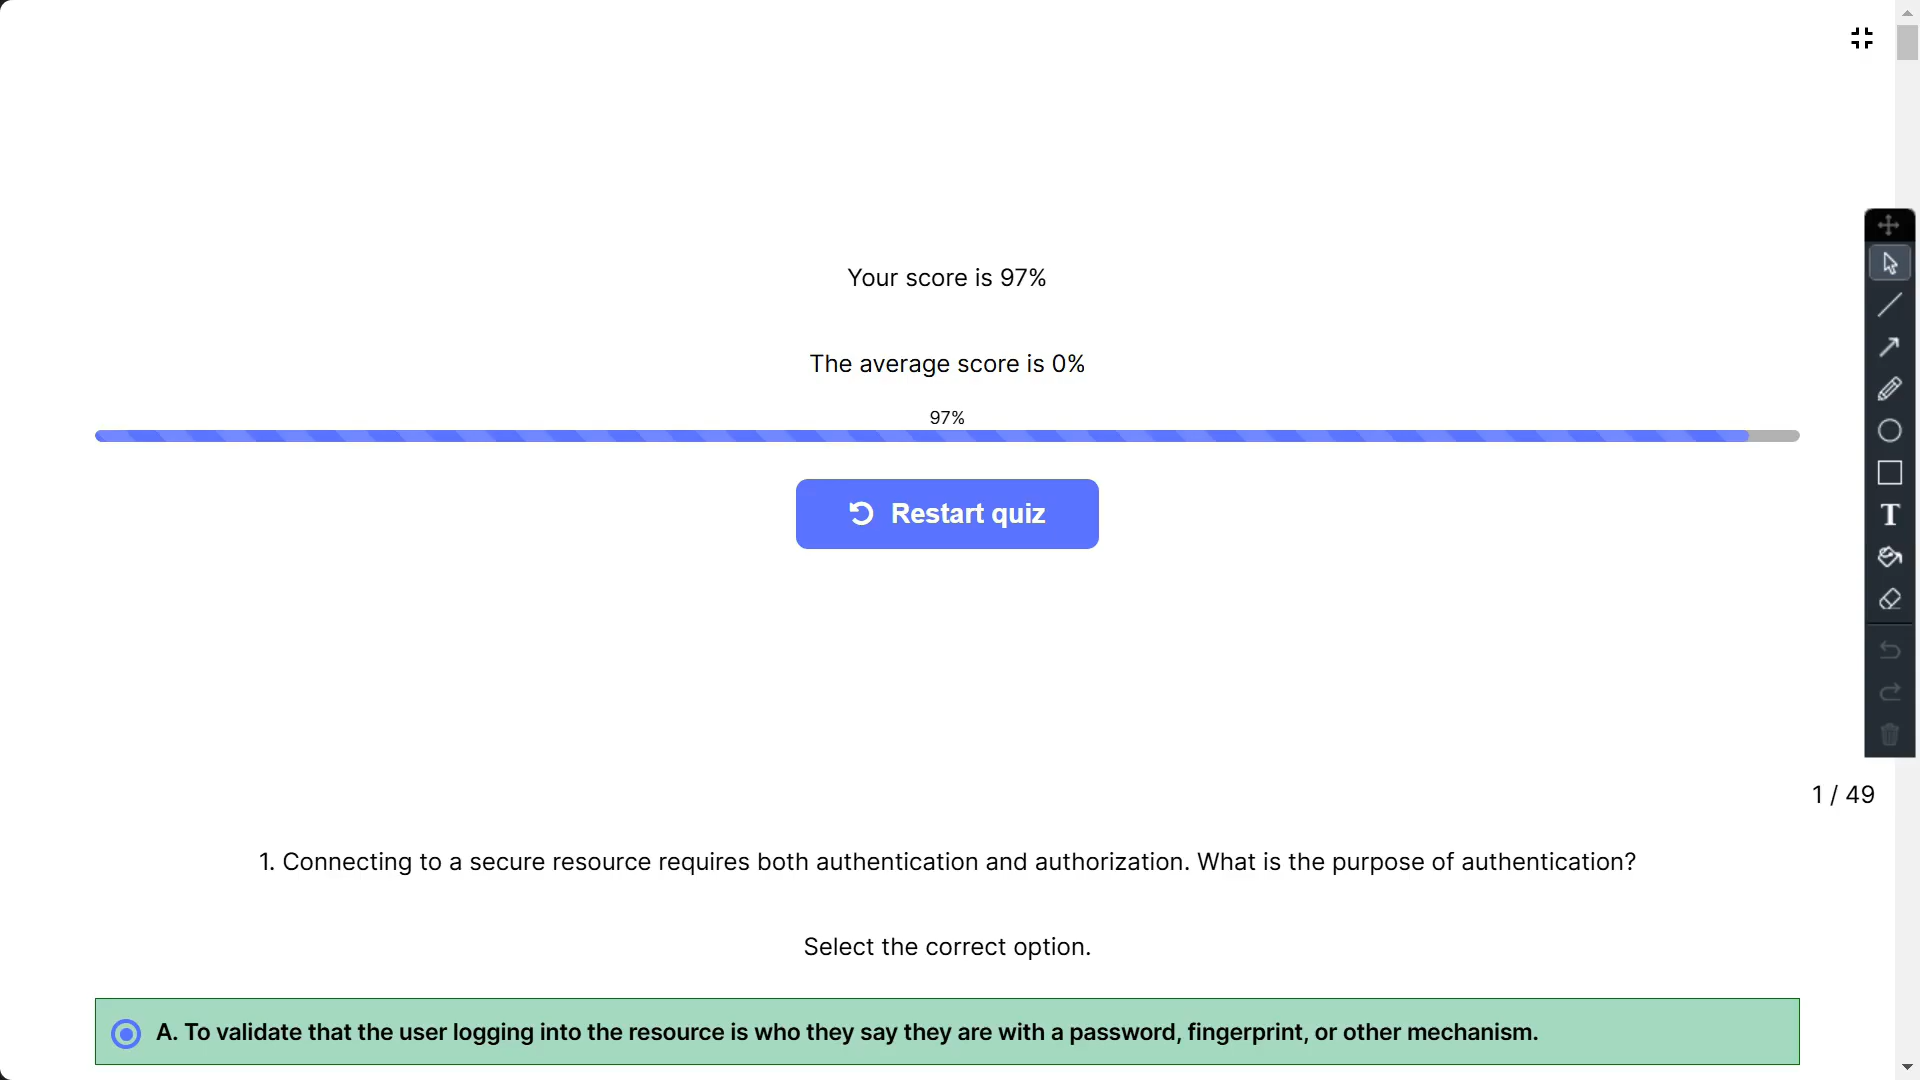 Your score is 97%
The average score is 0%
97%
Restart quiz
T
1 / 49
1. Connecting to a secure resource requires both authentication and authorization. What is the purpose of authentication?
Select the correct option.
A. To validate that the user logging into the resource is who they say they are with a password, fingerprint, or other mechanism.